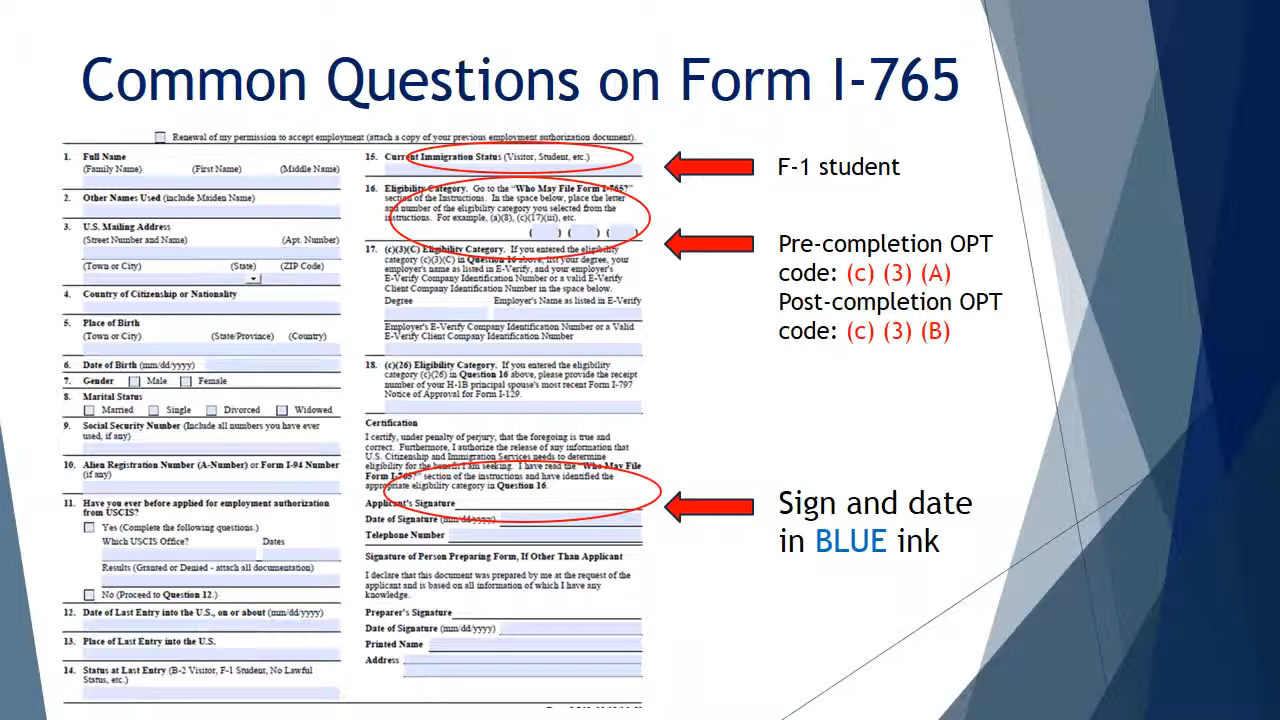 Common Questions on Form I-765
Renewal of my permission to accept employment (attach a copy of your previous employment authorization document).
1. Full Name
(Family Name) (First Name) (Middle Name)
2. Other Names Used (include Maiden Name)
3. U.S. Mailing Address
(Street Number and Name) (Apt. Number)
(Town or City) (State) (ZIP Code)
4. Country of Citizenship or Nationality
5. Place of Birth
(Town or City) (State/Province) (Country)
6. Date of Birth (mm/dd/yyyy)
7. Gender Male Female
8. Marital Status
Married Single Divorced Widowed
9. Social Security Number (Include all numbers you have ever
used, if any)
10. Alien Registration Number (A-Number) or Form I-94 Number
(if any)
11. Have you ever before applied for employment authorization
from USCIS?
Yes (Complete the following questions.)
Which USCIS Office? Dates
Results (Granted or Denied - attach all documentation)
No (Proceed to Question 12.)
12. Date of Last Entry into the U.S., on or about (mm/dd/yyyy)
13. Place of Last Entry into the U.S.
14. Status at Last Entry (B-2 Visitor, F-1 Student, No Lawful
Status, etc.)
15. Current Immigration Status (Visitor, Student, etc.)
16. Eligibility Category. Go to the "Who May File Form I-765?"
section of the Instructions. In the space below, place the letter
and number of the eligibility category you selected from the
instructions. For example, (a)(8), (c)(17)(iii), etc.
( ) ( ) ( )
17. (c)(3)(C) Eligibility Category. If you entered the eligibility
category (c)(3)(C) in Question 16 above, list your degree, your
employer's name as listed in E-Verify, and your employer's
E-Verify Company Identification Number or a valid E-Verify
Client Company Identification Number in the space below.
Degree Employer's Name as listed in E-Verify
Employer's E-Verify Company Identification Number or a Valid
E-Verify Client Company Identification Number
18. (c)(26) Eligibility Category. If you entered the eligibility
category (c)(26) in Question 16 above, please provide the receipt
number of your H-1B principal spouse's most recent Form I-797
Notice of Approval for Form I-129.
Certification
I certify, under penalty of perjury, that the foregoing is true and
correct. Furthermore, I authorize the release of any information that
U.S. Citizenship and Immigration Services needs to determine
eligibility for the benefit I am seeking. I have read the "Who May File
Form I-765?" section of the instructions and have identified the
appropriate eligibility category in Question 16.
Applicant's Signature
Date of Signature (mm/dd/yyyy)
Telephone Number
Signature of Person Preparing Form, If Other Than Applicant
I declare that this document was prepared by me at the request of the
applicant and is based on all information of which I have any
knowledge.
Preparer's Signature
Date of Signature (mm/dd/yyyy)
Printed Name
Address
F-1 student
Pre-completion OPT
code: (c) (3) (A)
Post-completion OPT
code: (c) (3) (B)
Sign and date
in BLUE ink